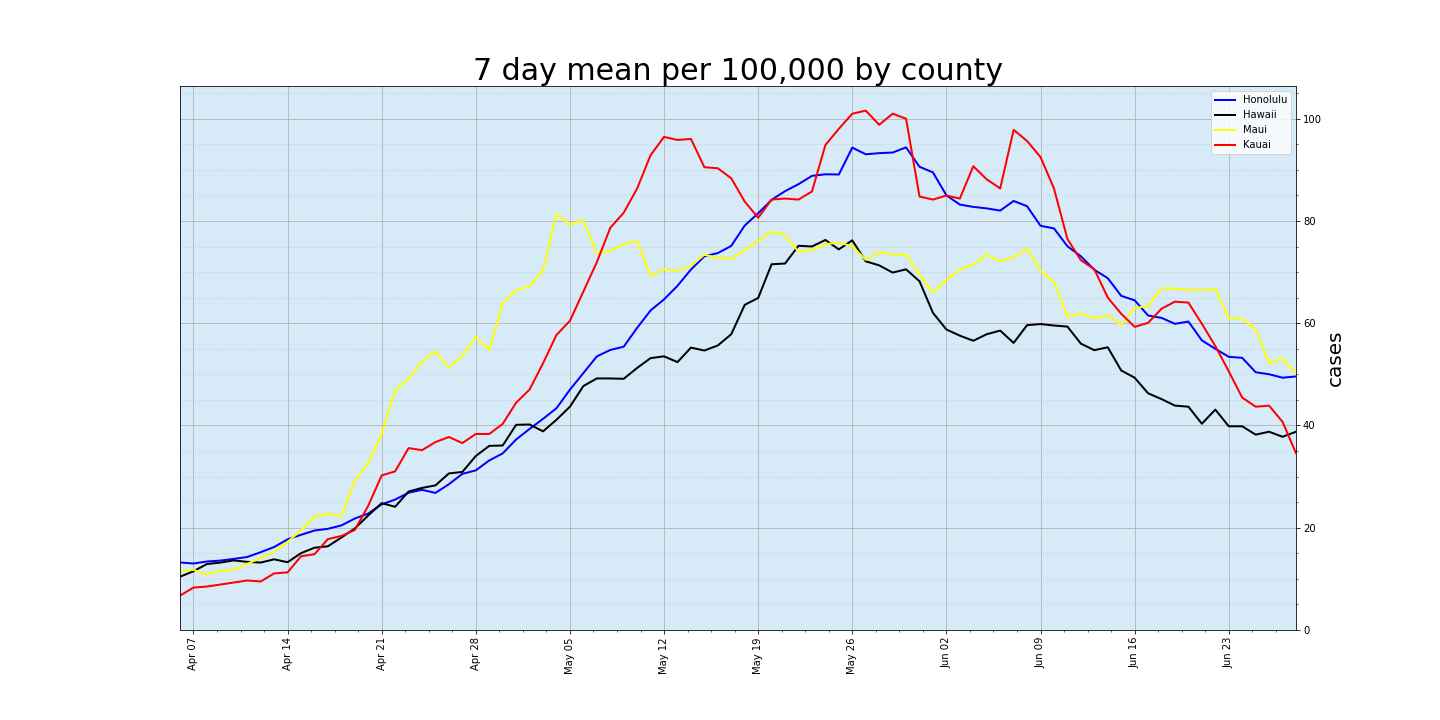 7 day mean per 100,000 by county
Honolulu
Hawaii
Maui
Kauai
100
80
60
40
20
0
cases
Apr 07
Apr 14
Apr 21
Apr 28
May 05
May 12
May 19
May 26
Jun 02
Jun 09
Jun 16
Jun 23